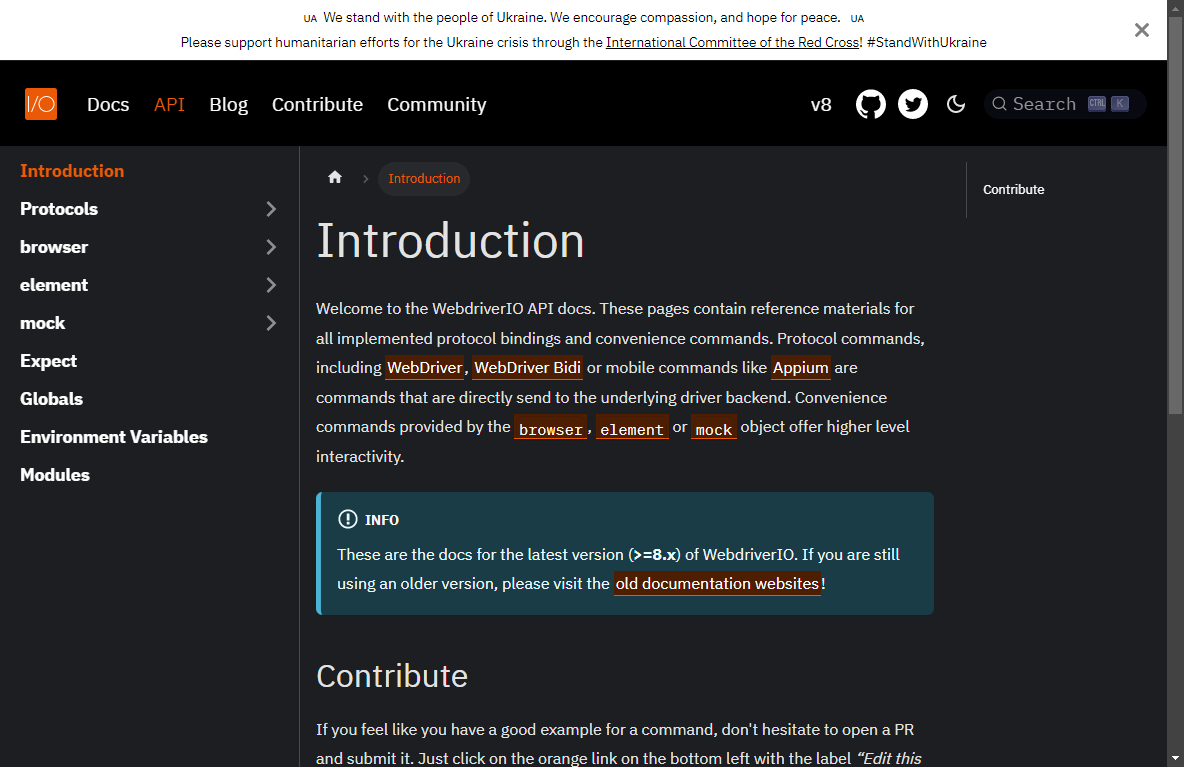 UA We stand with the people of Ukraine. We encourage compassion, and hope for peace. UA
Please support humanitarian efforts for the Ukraine crisis through the International Committee of the Red Cross! #StandWithUkraine
I/O Docs API Blog Contribute Community v8 Search CTRL K
Introduction
Protocols
browser
element
mock
Expect
Globals
Environment Variables
Modules
Introduction
Introduction
Welcome to the WebdriverIO API docs. These pages contain reference materials for
all implemented protocol bindings and convenience commands. Protocol commands,
including WebDriver, WebDriver Bidi or mobile commands like Appium are
commands that are directly send to the underlying driver backend. Convenience
commands provided by the browser, element or mock object offer higher level
interactivity.
INFO
These are the docs for the latest version (>=8.x) of WebdriverIO. If you are still
using an older version, please visit the old documentation websites!
Contribute
If you feel like you have a good example for a command, don't hesitate to open a PR
and submit it. Just click on the orange link on the bottom left with the label “Edit this
Contribute